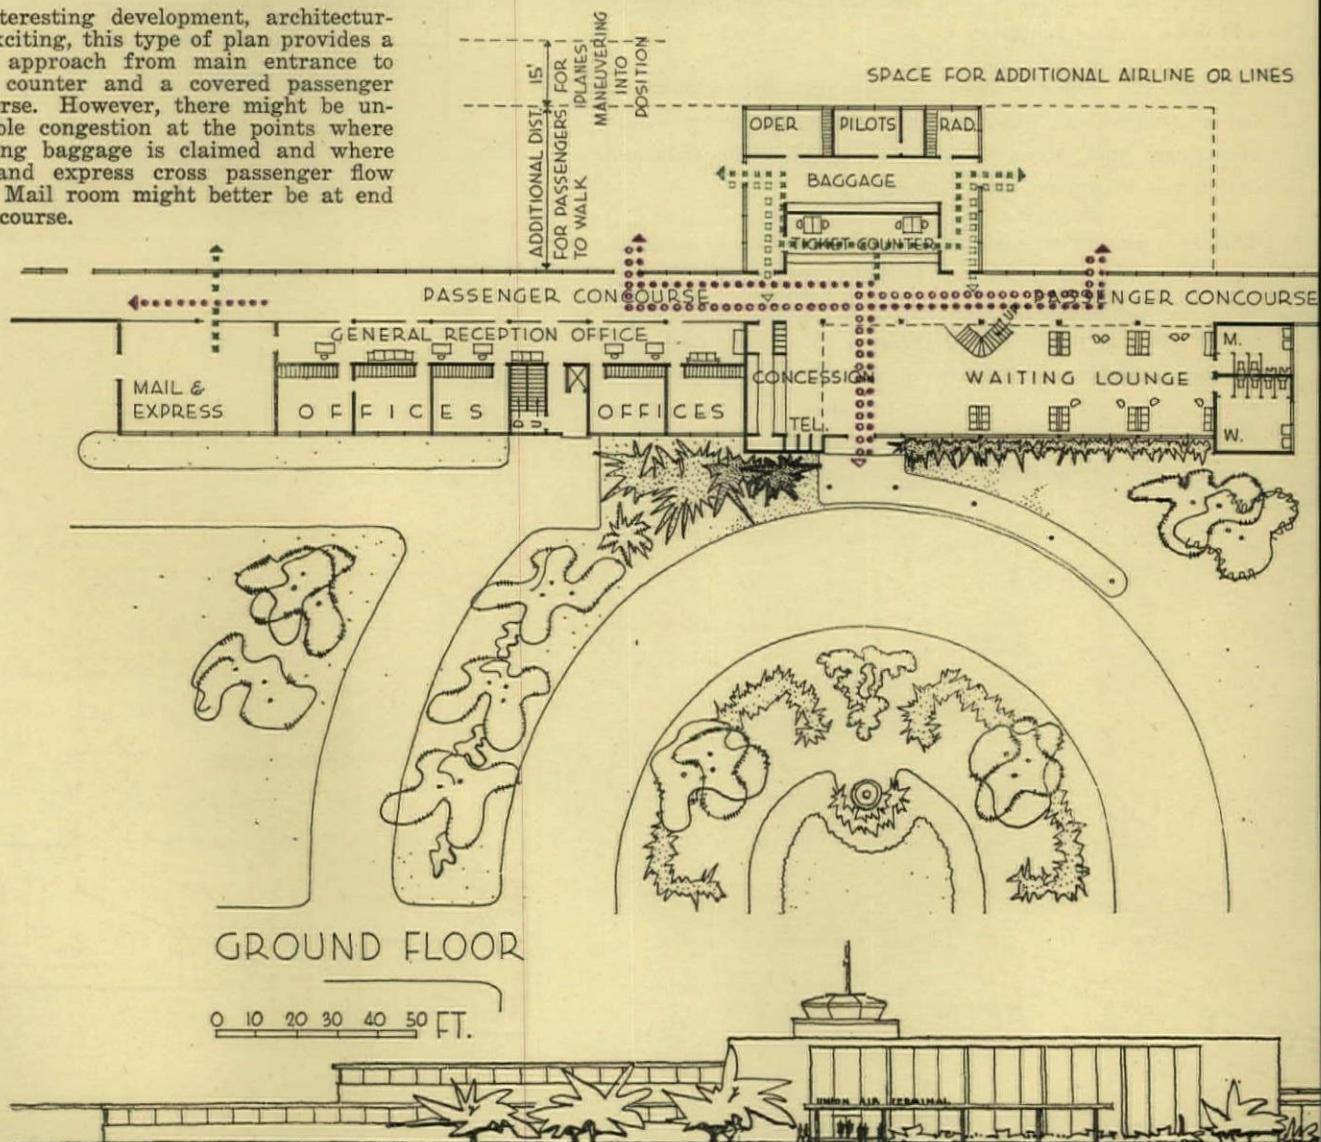 teresting development, architectur-
citing, this type of plan provides a
approach from main entrance to
counter and a covered passenger
rse. However, there might be un-
ble congestion at the points where
ng baggage is claimed and where
and express cross passenger flow
Mail room might better be at end
course.
ADDITIONAL DIST. 15'
FOR PASSENGERS
TO WALK
FOR
PLANES
MANEUVERING
INTO
POSITION
SPACE FOR ADDITIONAL AIRLINE OR LINES
OPER PILOTS RAD.
BAGGAGE
TICKET COUNTER
PASSENGER CONCOURSE
PASSENGER CONCOURSE
GENERAL RECEPTION OFFICE
UP
M.
MAIL &
EXPRESS
OFFICES
D U
OFFICES
CONCESSION
TEL.
WAITING LOUNGE
W.
GROUND FLOOR
0 10 20 30 40 50 FT.
UNION AIR TERMINAL